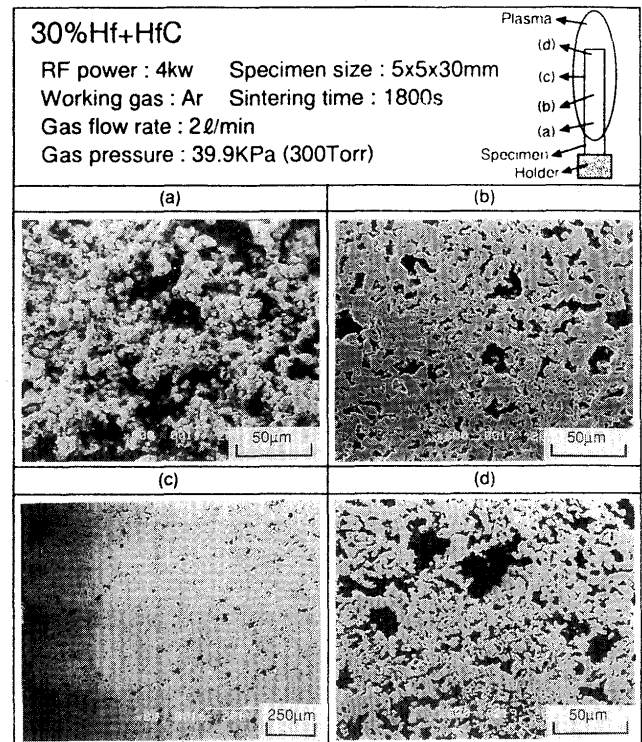 30%Hf+HfC
RF power : 4kw Specimen size : 5x5x30mm
Working gas : Ar Sintering time : 1800s
Gas flow rate : 2ℓ/min
Gas pressure : 39.9KPa (300Torr)
Plasma
(d)
(c)
(b)
(a)
Specimen
Holder
(a) (b)
50μm 50μm
(c) (d)
250μm 50μm